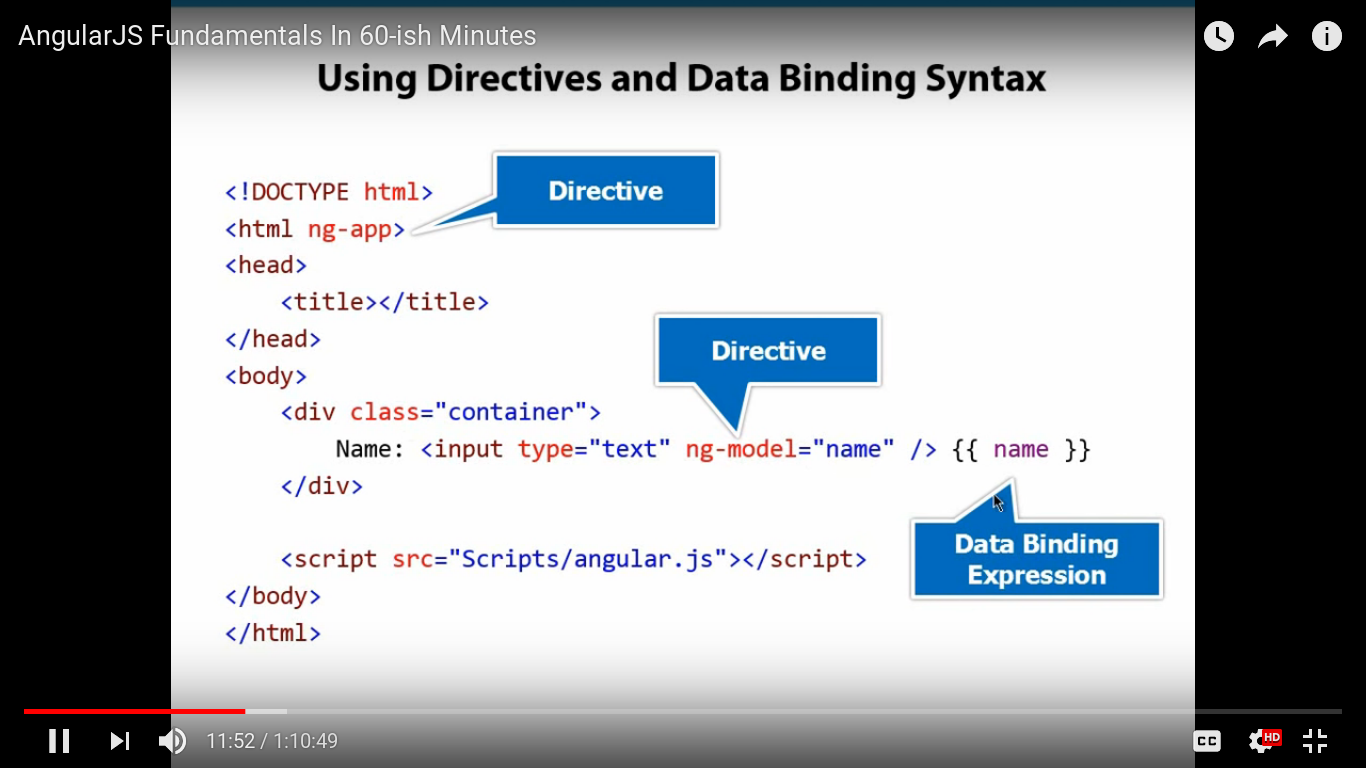 AngularJS Fundamentals In 60-ish Minutes
Using Directives and Data Binding Syntax
Directive
<!DOCTYPE html>
<html ng-app>
<head>
<title></title>
</head>
Directive
<body>
<div class="container">
Name: <input type="text" ng-model="name" /> {{ name }}
</div>
Data Binding
Expression
<script src="Scripts/angular.js"></script>
</body>
</html>
11:52 / 1:10:49
CC
HD